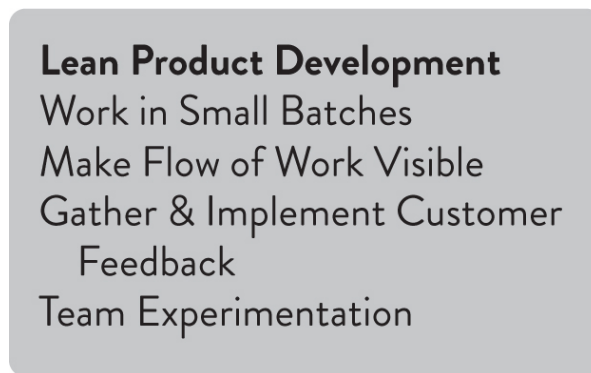 Lean Product Development
Work in Small Batches
Make Flow of Work Visible
Gather & Implement Customer
Feedback
Team Experimentation